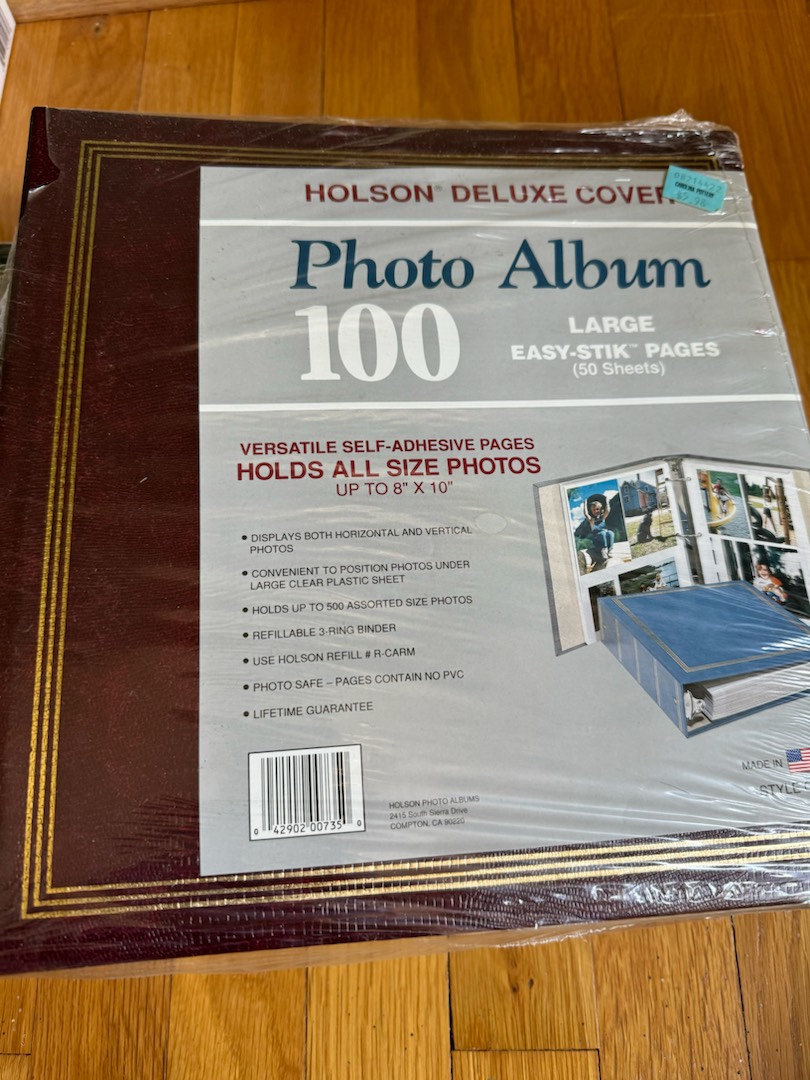 HOLSON® DELUXE COVER
Photo Album
100
LARGE
EASY-STIK™ PAGES
(50 Sheets)
VERSATILE SELF-ADHESIVE PAGES
HOLDS ALL SIZE PHOTOS
UP TO 8" X 10"
• DISPLAYS BOTH HORIZONTAL AND VERTICAL
PHOTOS
• CONVENIENT TO POSITION PHOTOS UNDER
LARGE CLEAR PLASTIC SHEET
• HOLDS UP TO 500 ASSORTED SIZE PHOTOS
• REFILLABLE 3-RING BINDER
• USE HOLSON REFILL # R-CARM
• PHOTO SAFE – PAGES CONTAIN NO PVC
• LIFETIME GUARANTEE
MADE IN
STYLE
HOLSON PHOTO ALBUMS
2415 South Sierra Drive
COMPTON, CA 90220
0 42902 00735 0